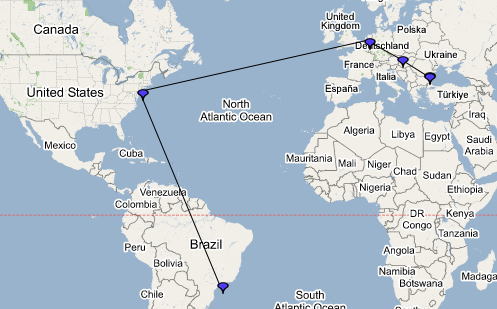 Canada
United
Kingdom
Polska
Deutschland
Ukraine
France
Italia
España
Türkiye
United States
North
Atlantic Ocean
Iraq
Algeria
Libya
Egypt
Saudi
Arabia
Mexico
Cuba
Mauritania
Mali
Niger
Chad
Sudan
Nigeria
Ethiopia
Venezuela
Colombia
DR
Congo
Kenya
Tanzania
Peru
Brazil
Bolivia
Angola
Namibia
Botswana
Madaga
Chile
South
Atlantic Ocean